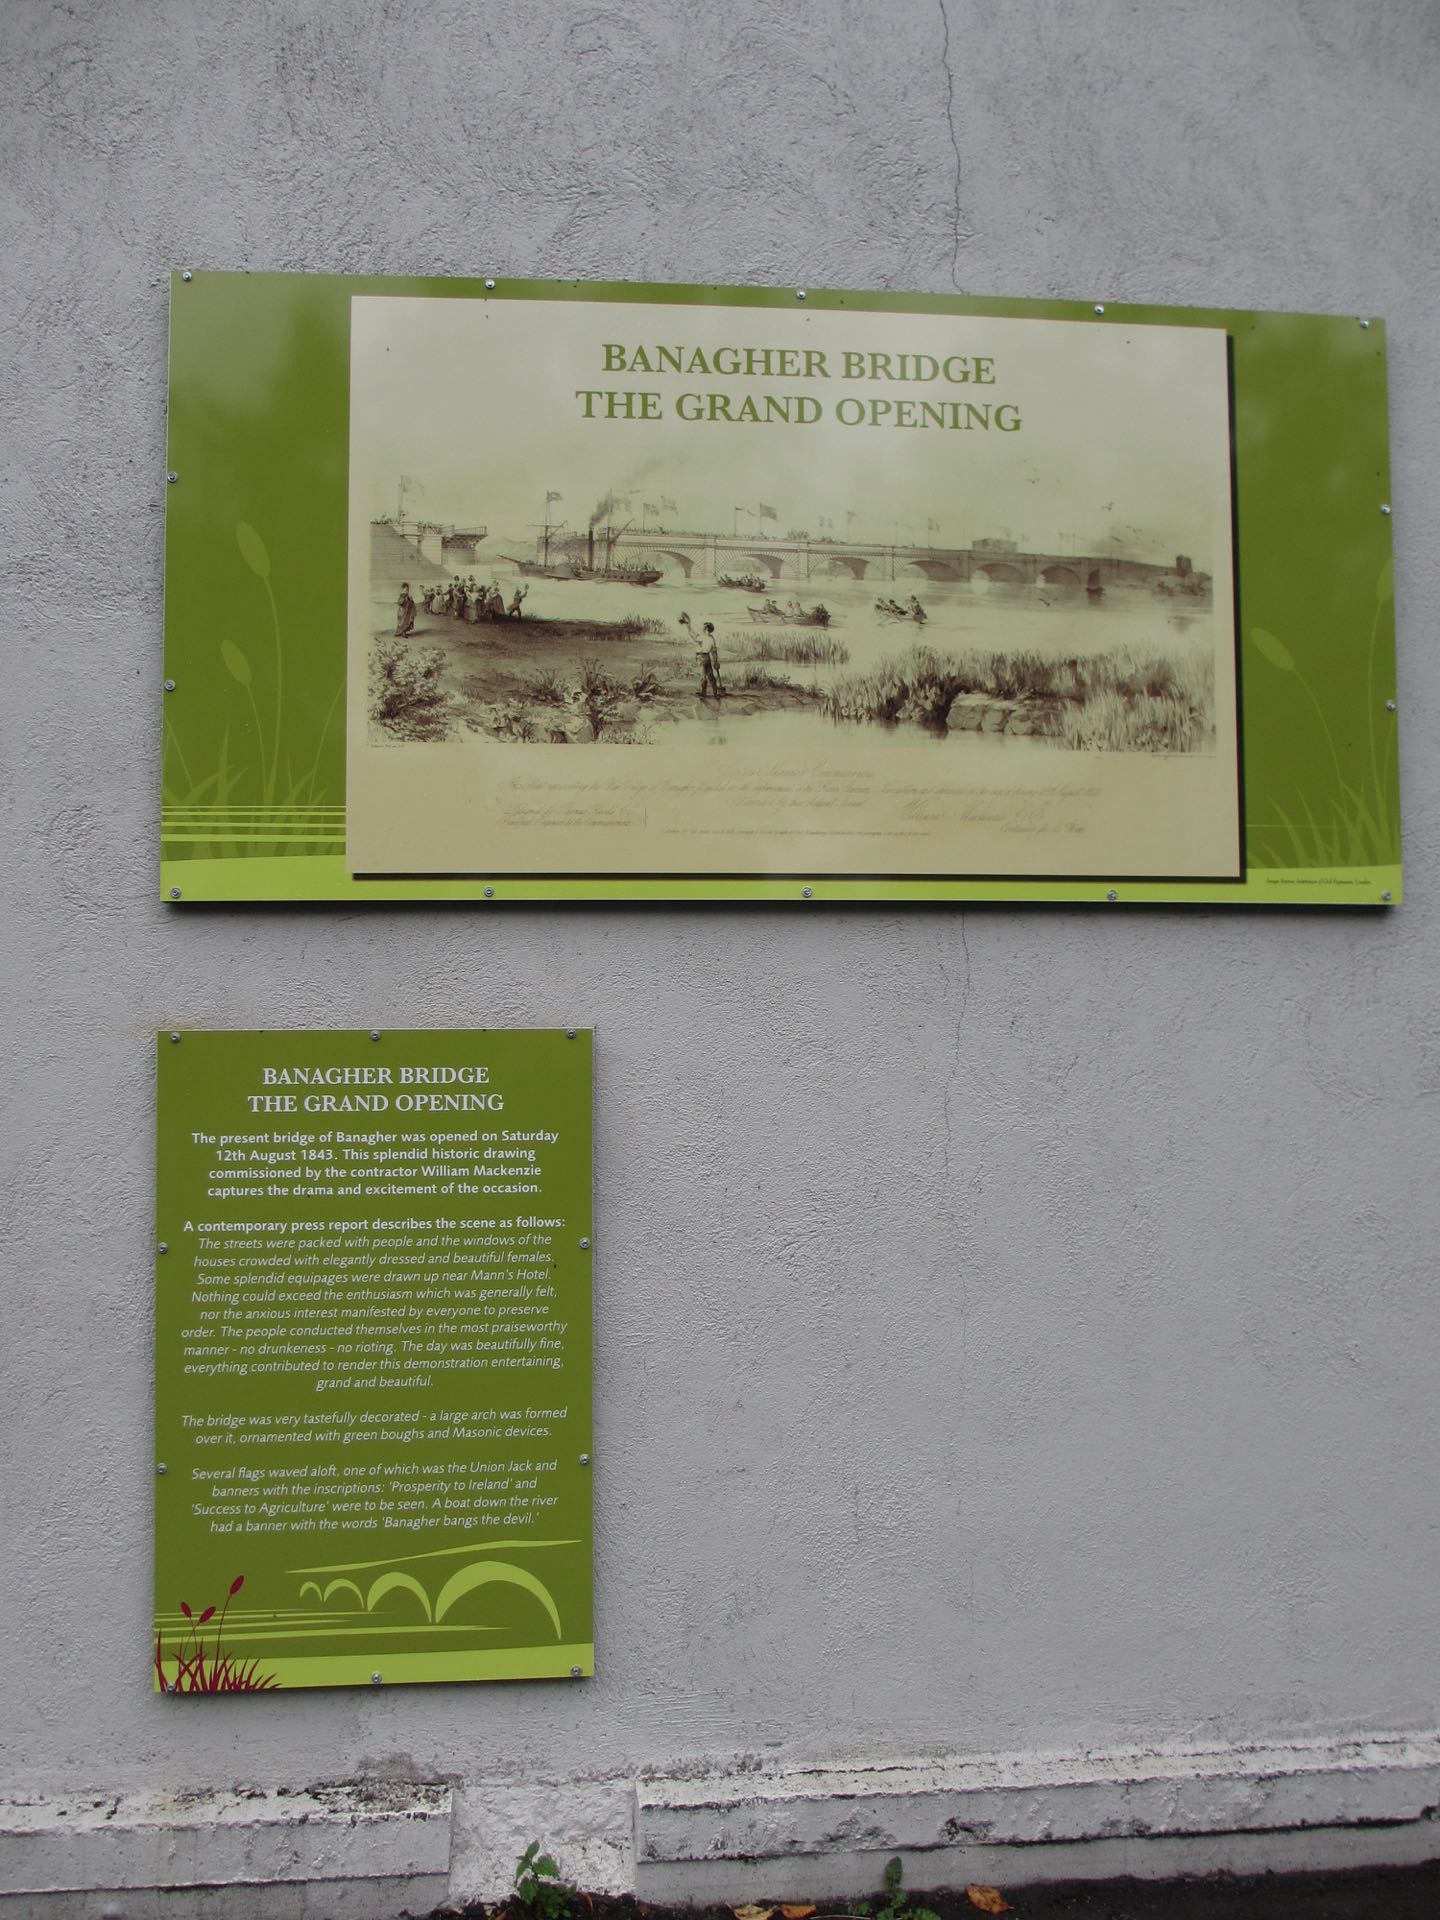 BANAGHER BRIDGE
THE GRAND OPENING
William Mackenzie
BANAGHER BRIDGE
THE GRAND OPENING
The present bridge of Banagher was opened on Saturday
12th August 1843. This splendid historic drawing
commissioned by the contractor William Mackenzie
captures the drama and excitement of the occasion.
A contemporary press report describes the scene as follows:
The streets were packed with people and the windows of the
houses crowded with elegantly dressed and beautiful females.
Some splendid equipages were drawn up near Mann's Hotel.
Nothing could exceed the enthusiasm which was generally felt,
nor the anxious interest manifested by everyone to preserve
order. The people conducted themselves in the most praiseworthy
manner - no drunkeness - no rioting. The day was beautifully fine,
everything contributed to render this demonstration entertaining,
grand and beautiful.
The bridge was very tastefully decorated - a large arch was formed
over it, ornamented with green boughs and Masonic devices.
Several flags waved aloft, one of which was the Union Jack and
banners with the inscriptions: 'Prosperity to Ireland' and
'Success to Agriculture' were to be seen. A boat down the river
had a banner with the words 'Banagher bangs the devil.'